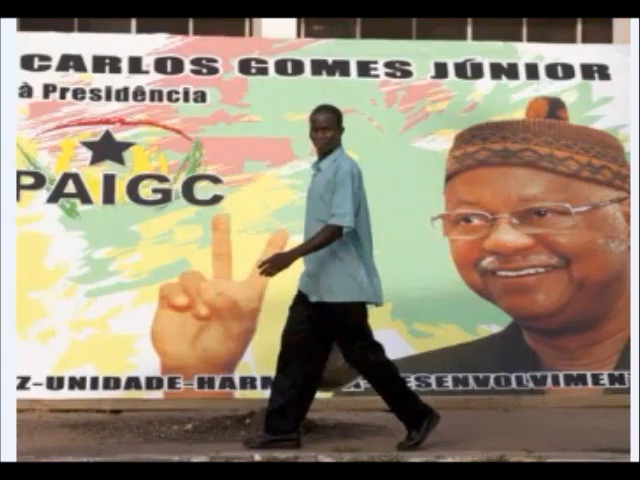 CARLOS GOMES JÚNIOR
à Presidência
PAIGC
Z-UNIDADE-HARM
ESENVOLVIMENT